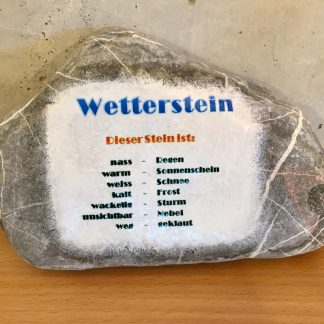 Wetterstein
Dieser Stein ist:
nass - Regen
warm - Sonnenschein
weiss - Schnee
kalt - Frost
wackelig - Sturm
unsichtbar - Nebel
weg - geklaut